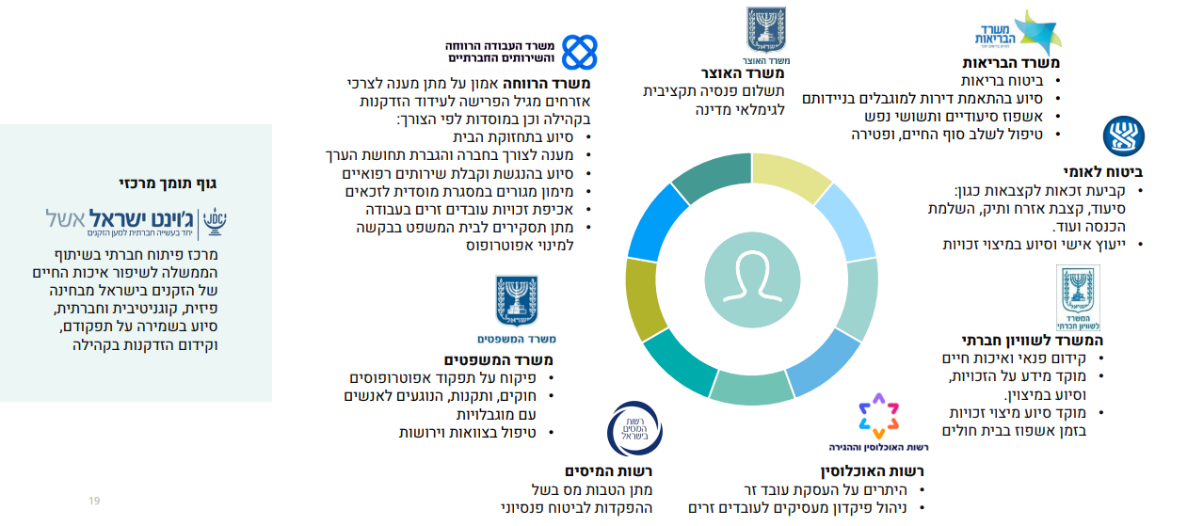 משרד
הבריאות
משרד הבריאות
• ביטוח בריאות
• סיוע בהתאמת דירות למוגבלים בניידותם
• אשפוז סיעודיים ותשושי נפש
• טיפול לשלב סוף החיים, ופטירה
ביטוח לאומי
• קביעת זכאות לקצבאות כגון:
סיעוד, קצבת אזרח ותיק, השלמת
הכנסה ועוד.
• ייעוץ אישי וסיוע במיצוי זכויות
המשרד
לשוויון חברתי
המשרד לשוויון חברתי
• קידום פנאי ואיכות חיים
• מוקד מידע על הזכויות,
וסיוע במיצוין.
• מוקד סיוע מיצוי זכויות
בזמן אשפוז בבית חולים
רשות האוכלוסין וההגירה
רשות האוכלוסין
• היתרים על העסקת עובד זר
• ניהול פיקדון מעסיקים לעובדים זרים
רשות
המסים
בישראל
רשות המיסים
מתן הטבות מס בשל
ההפקדות לביטוח פנסיוני
משרד המשפטים
משרד המשפטים
• פיקוח על תפקוד אפוטרופוסים
• חוקים, ותקנות, הנוגעים לאנשים
עם מוגבלויות
• טיפול בצוואות וירושות
משרד העבודה הרווחה
והשירותים החברתיים
משרד הרווחה אמון על מתן מענה לצרכי
אזרחים מגיל הפרישה לעידוד הזדקנות
בקהילה וכן במוסדות לפי הצורך:
• סיוע בתחזוקת הבית
• מענה לצורך בחברה והגברת תחושת הערך
• סיוע בהנגשת וקבלת שירותים רפואיים
• מימון מגורים במסגרת מוסדית לזכאים
• אכיפת זכויות עובדים זרים בעבודה
• מתן תסקירים לבית המשפט בבקשה
למינוי אפוטרופוס
משרד האוצר
משרד האוצר
תשלום פנסיה תקציבית
לגימלאי מדינה
גוף תומך מרכזי
JDC
ג'וינט ישראל אשל
יחד בעשייה חברתית למען הזקנים
מרכז פיתוח חברתי בשיתוף
הממשלה לשיפור איכות החיים
של הזקנים בישראל מבחינה
פיזית, קוגניטיבית וחברתית,
סיוע בשמירה על תפקודם,
וקידום הזדקנות בקהילה
19